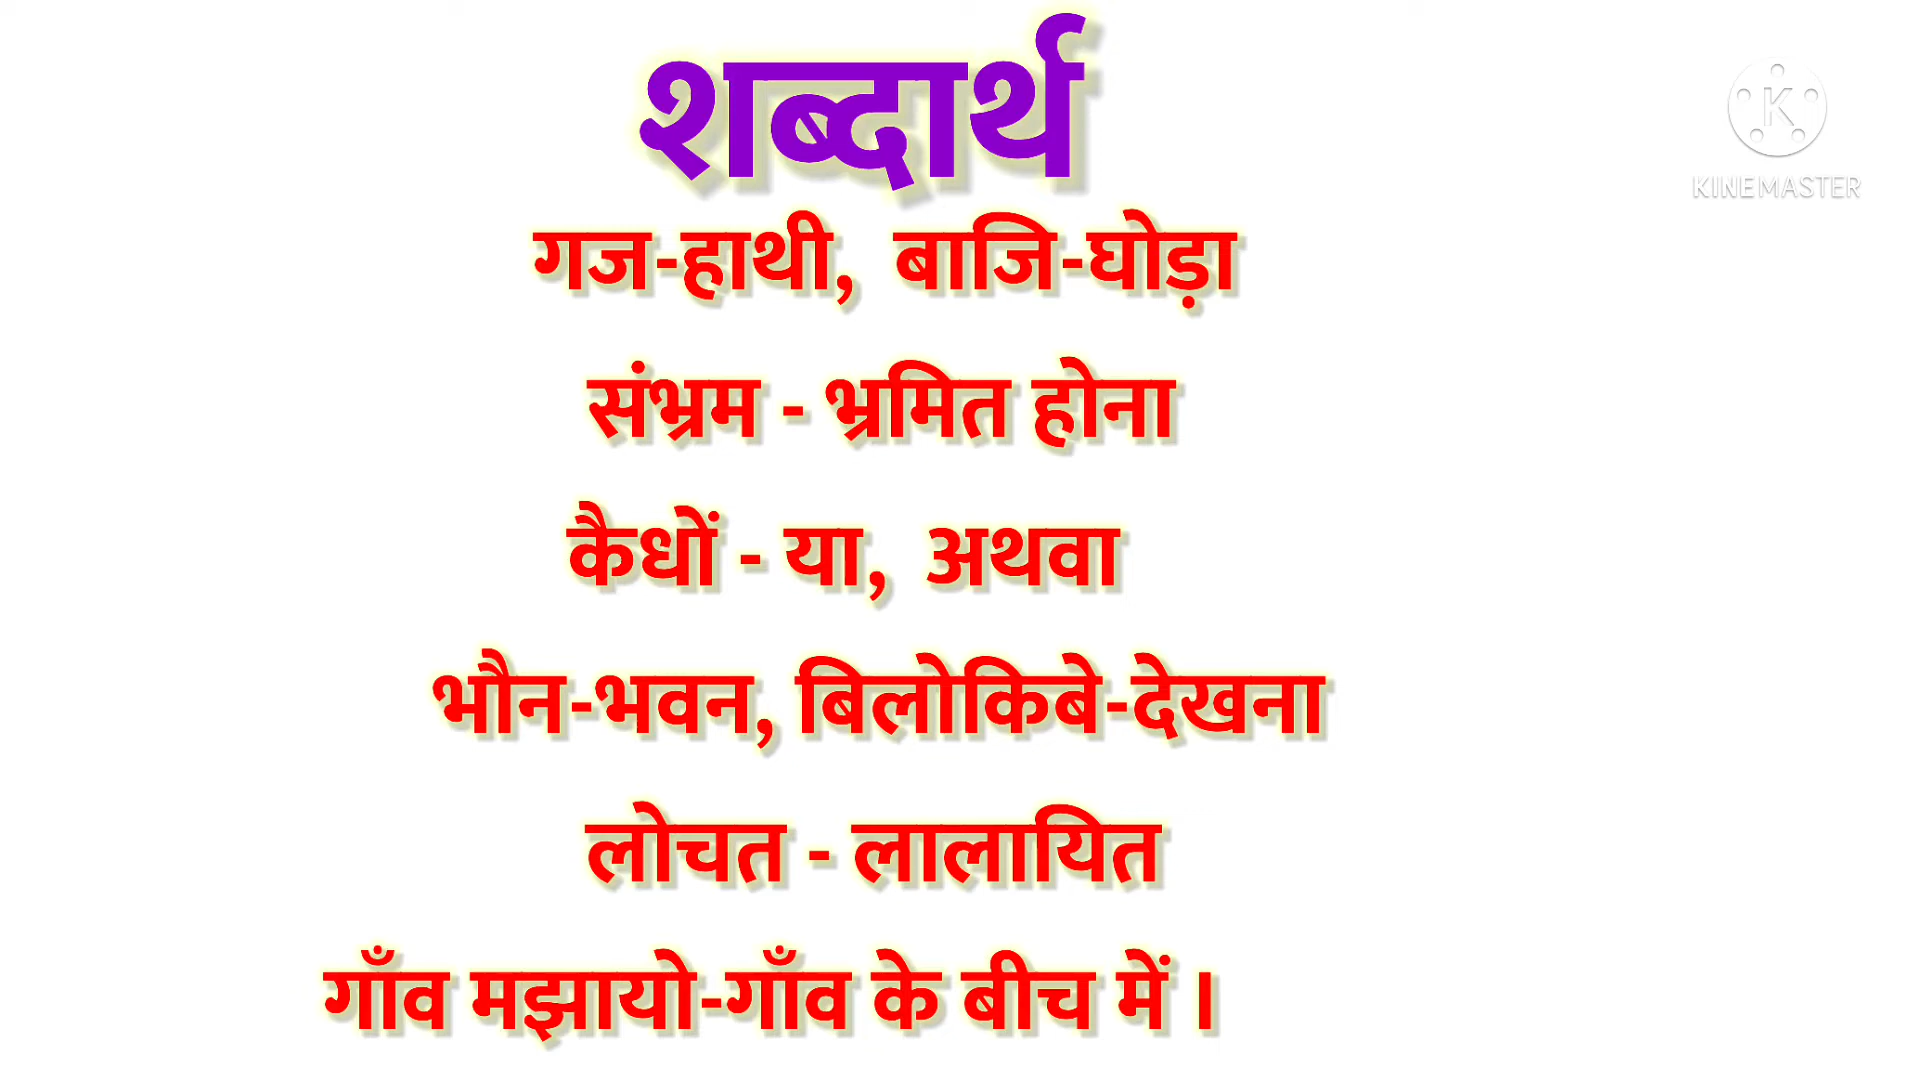 शब्दार्थ
KINEMASTER
गज-हाथी, बाजि-घोड़ा
संभ्रम - भ्रमित होना
कैधों - या, अथवा
भौन-भवन, बिलोकिबे-देखना
लोचत - लालायित
गाँव मझायो-गाँव के बीच में ।